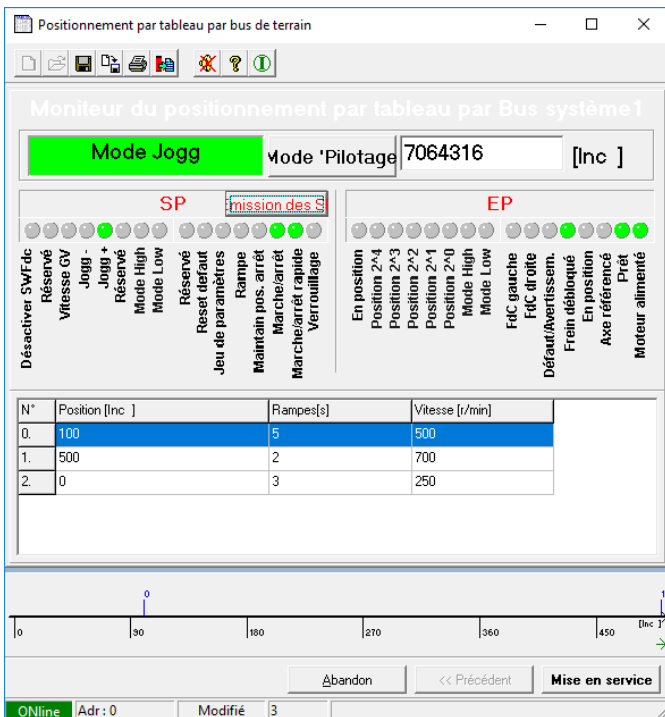 Positionnement par tableau par bus de terrain
Moniteur du positionnement par tableau par Bus système1
Mode Jogg
Mode 'Pilotage
7064316
[Inc ]
SP
émission des S
EP
Désactiver SWFdc
Réservé
Vitesse GV
Jogg -
Jogg +
Réservé
Mode High
Mode Low
Réservé
Reset defaut
Jeu de paramètres
Rampe
Maintain pos. arrêt
Marche/arrêt
Marche/arrêt rapide
Verrouillage
En position
Position 2^4
Position 2^3
Position 2^2
Position 2^1
Position 2^0
Mode High
Mode Low
FdC gauche
FdC droite
Défaut/Avertissem.
Frein débloqué
En position
Axe référencé
Prêt
Moteur alimenté
N° Position [Inc ] Rampes[s] Vitesse [r/min]
0. 100 5 500
1. 500 2 700
2. 0 3 250
0 1
0 90 180 270 360 450 [Inc ]
Abandon << Précédent Mise en service
ONline Adr : 0 Modifié 3